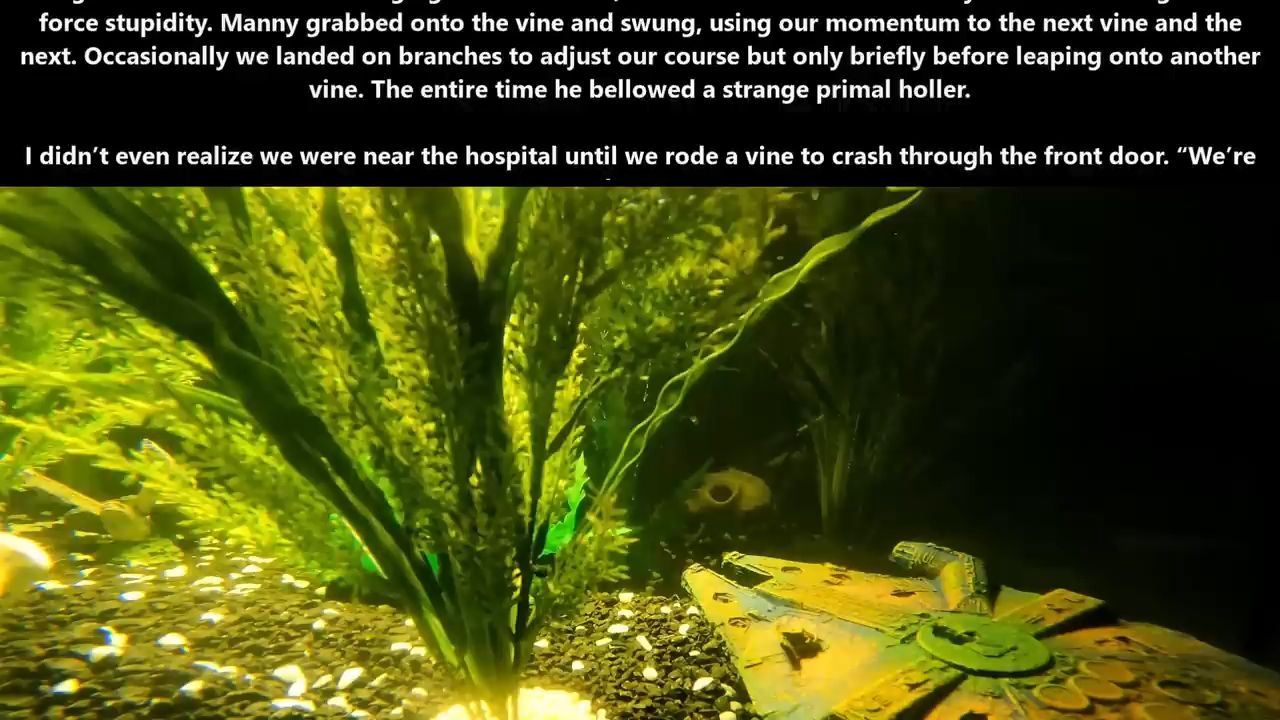 force stupidity. Manny grabbed onto the vine and swung, using our momentum to the next vine and the
next. Occasionally we landed on branches to adjust our course but only briefly before leaping onto another
vine. The entire time he bellowed a strange primal holler.
I didn’t even realize we were near the hospital until we rode a vine to crash through the front door. “We’re